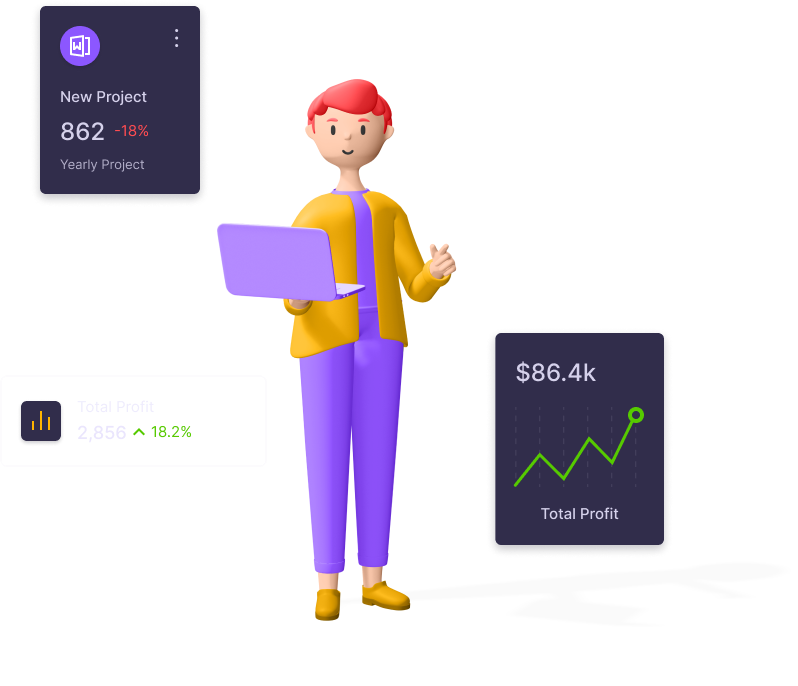 New Project
862 -18%
Yearly Project
$86.4k
Total Profit
Total Profit
2,856 18.2%